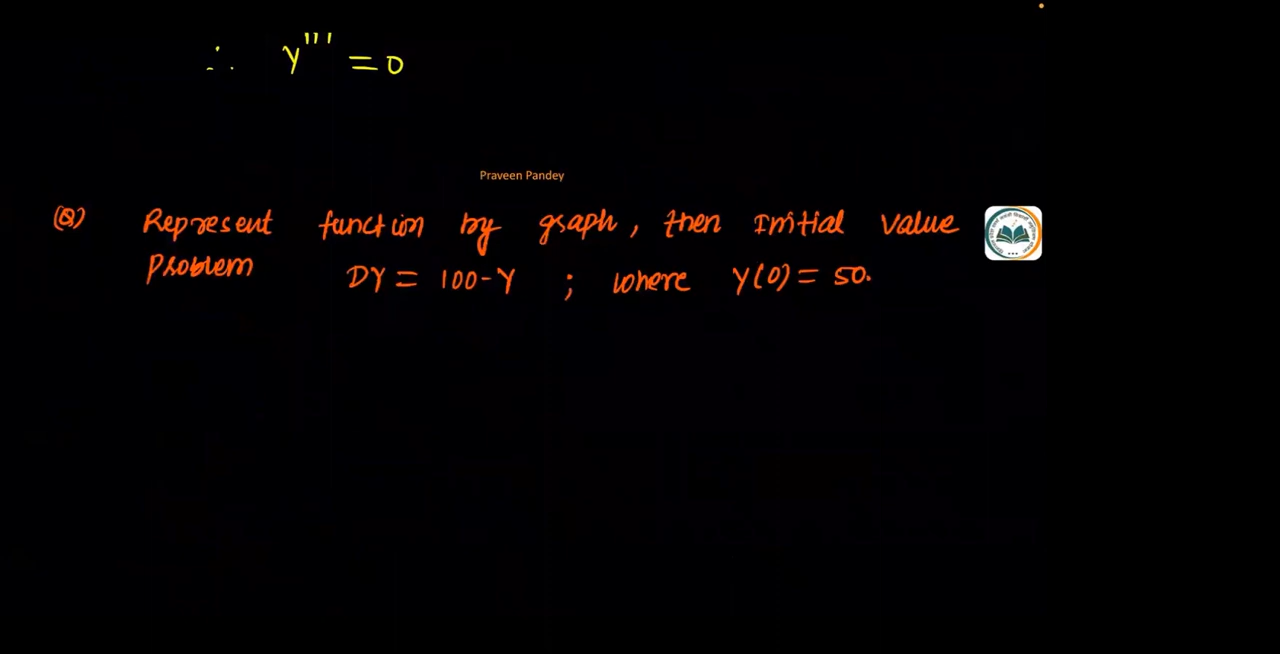 ∴ y''' = 0
Praveen Pandey
(Q) Represent function by graph, then Initial value
Problem DY = 100 - Y ; where Y(0) = 50.